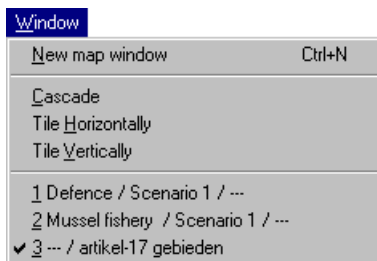 Window
New map window Ctrl+N
Cascade
Tile Horizontally
Tile Vertically
1 Defence / Scenario 1 / ---
2 Mussel fishery / Scenario 1 / ---
✔ 3 --- / artikel-17 gebieden